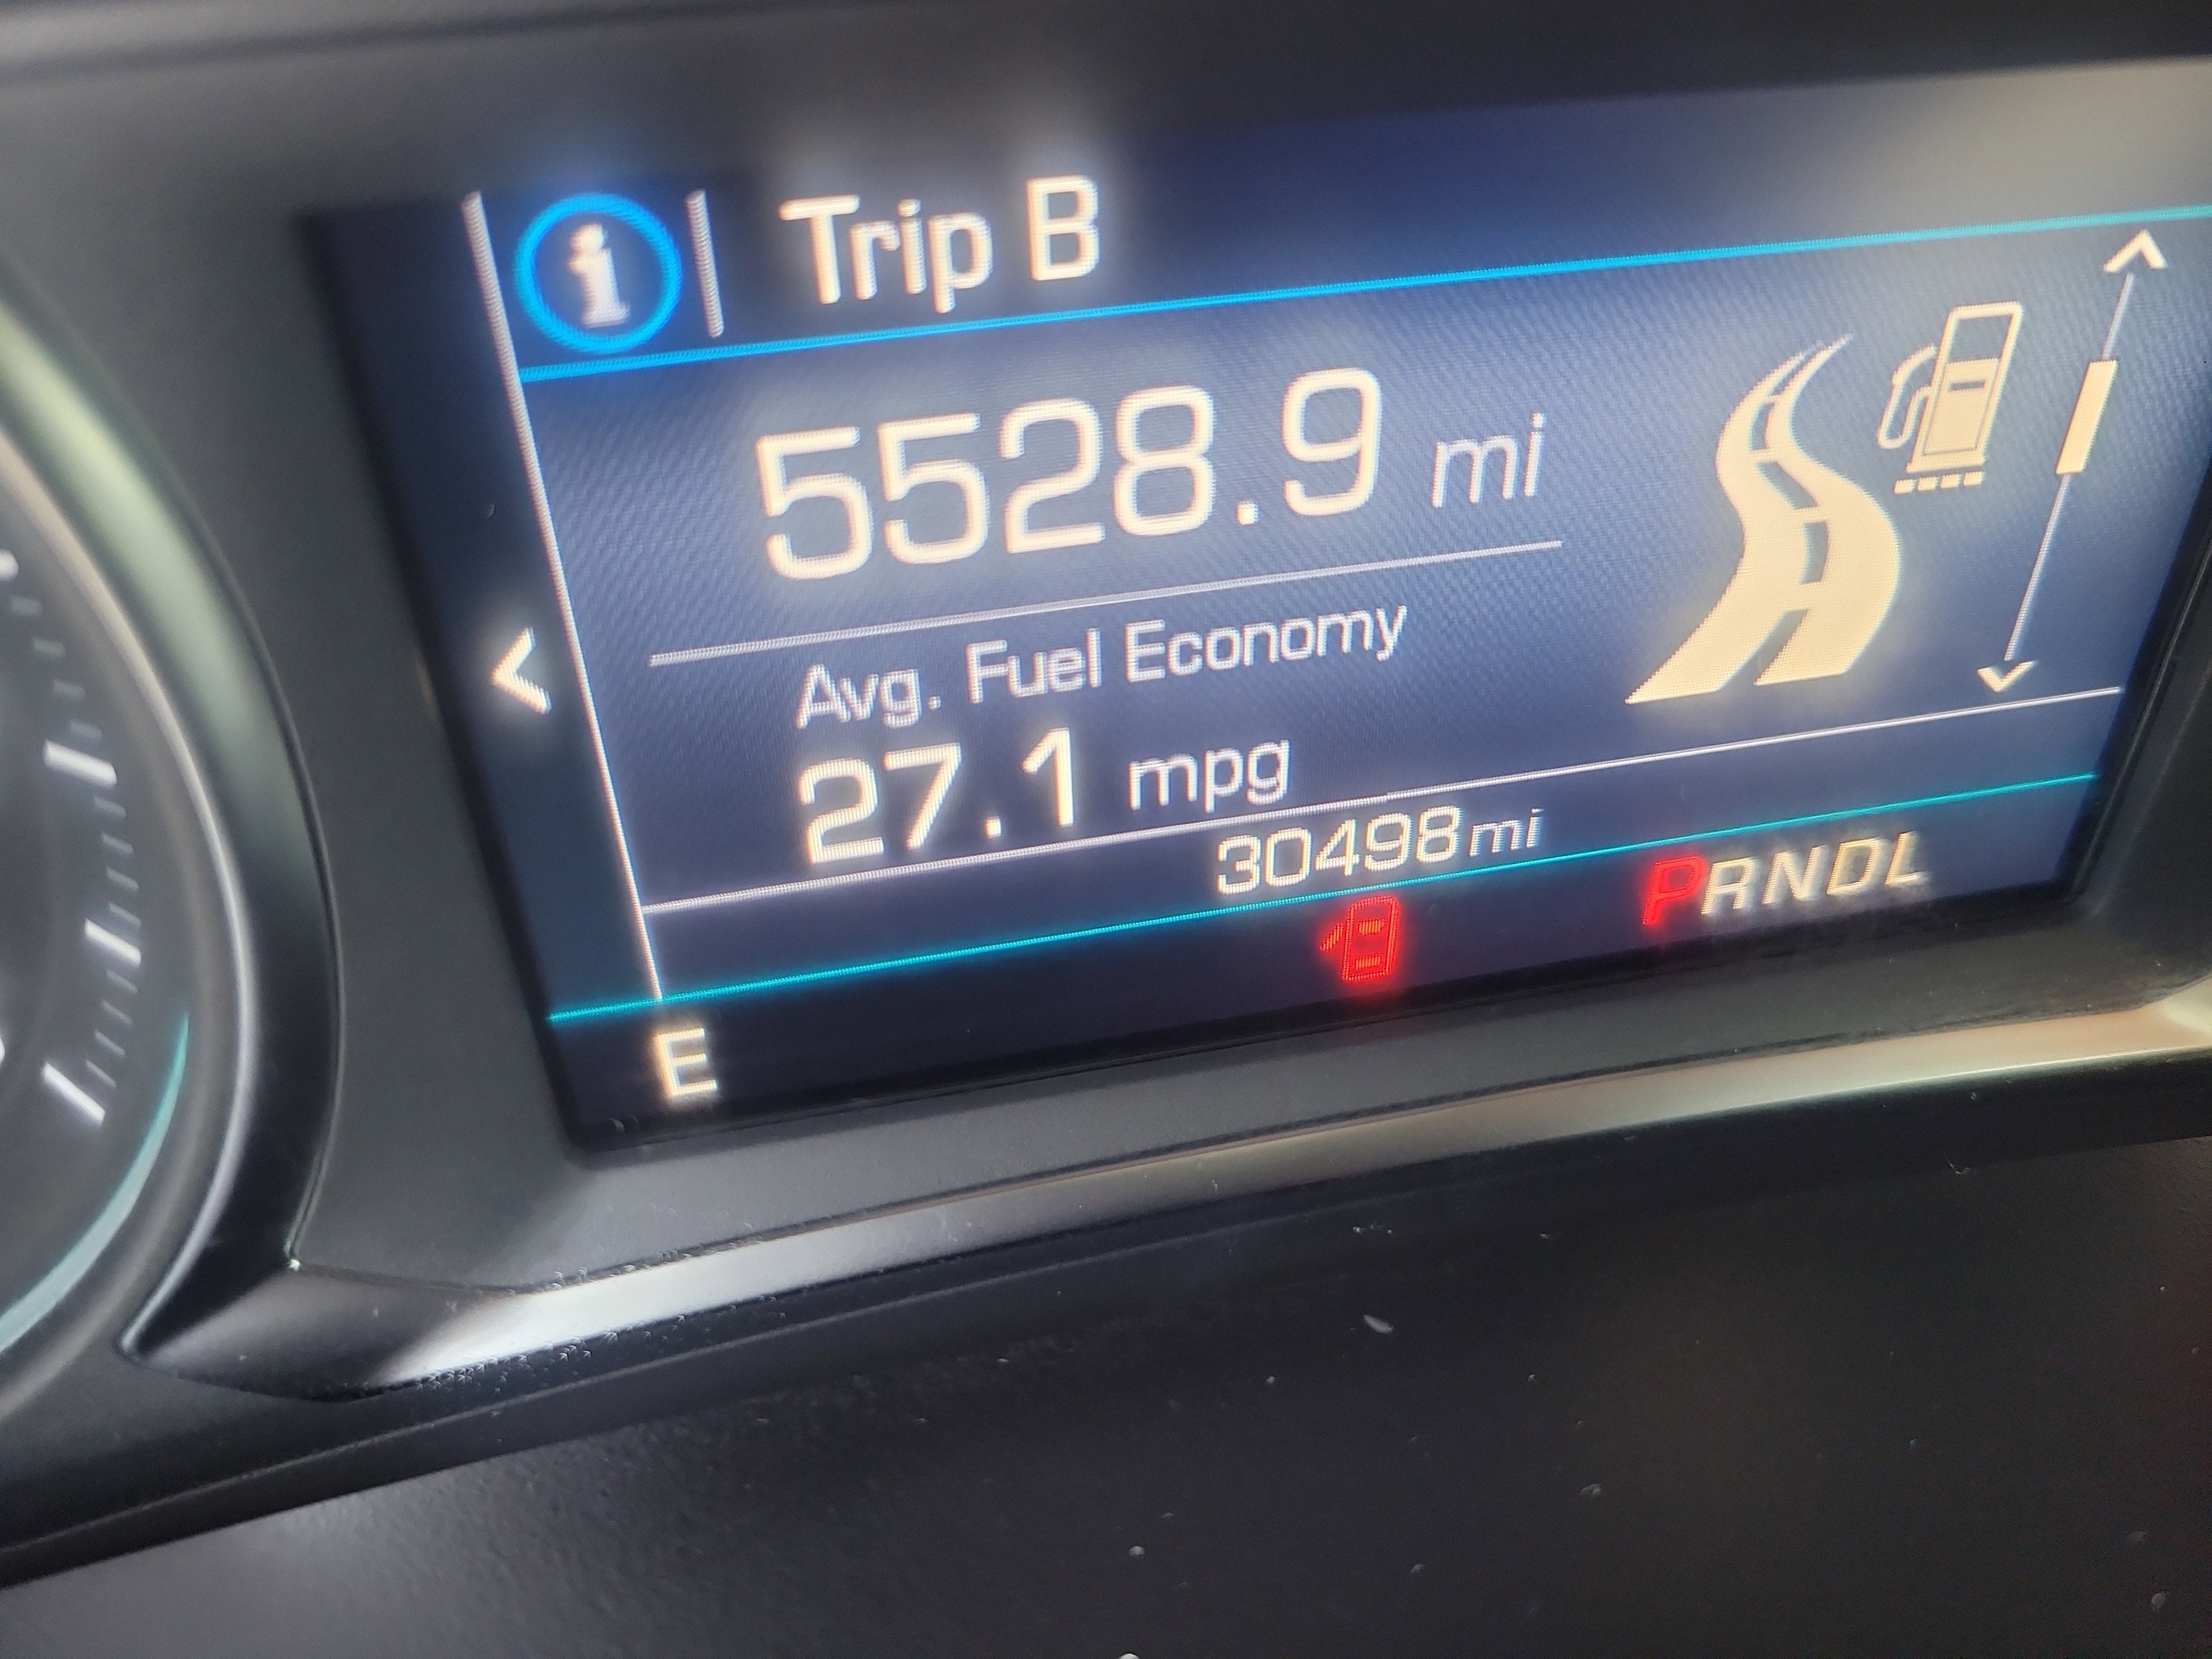 i Trip B
5528.9 mi
Avg. Fuel Economy
27.1 mpg
30498 mi
PRNDL
E